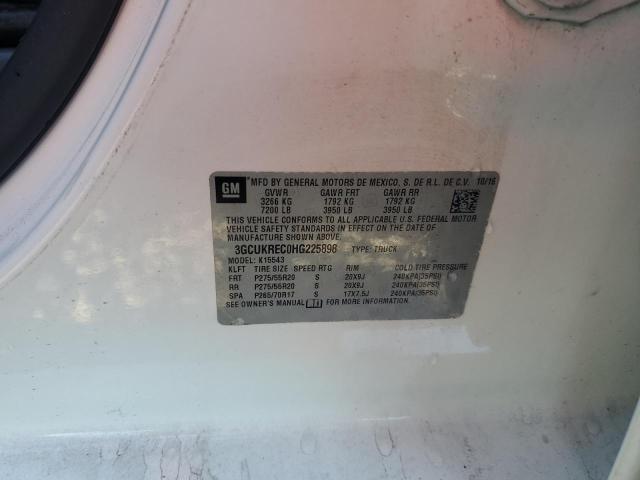 GM
MFD BY GENERAL MOTORS DE MEXICO, S. DE R.L. DE C.V. 10/16
GVWR GAWR FRT GAWR RR
3266 KG 1792 KG 1792 KG
7200 LB 3950 LB 3950 LB
THIS VEHICLE CONFORMS TO ALL APPLICABLE U.S. FEDERAL MOTOR
VEHICLE SAFETY STANDARDS IN EFFECT ON THE DATE OF
MANUFACTURE SHOWN ABOVE.
3GCUKREC0HG225898 TYPE: TRUCK
MODEL: K15543
KLFT TIRE SIZE SPEED RTG RIM COLD TIRE PRESSURE
FRT P275/55R20 S 20X9J 240KPA(35PSI)
RR P275/55R20 S 20X9J 240KPA(35PSI)
SPA P265/70R17 S 17X7.5J 240KPA(35PSI)
SEE OWNER'S MANUAL FOR MORE INFORMATION.